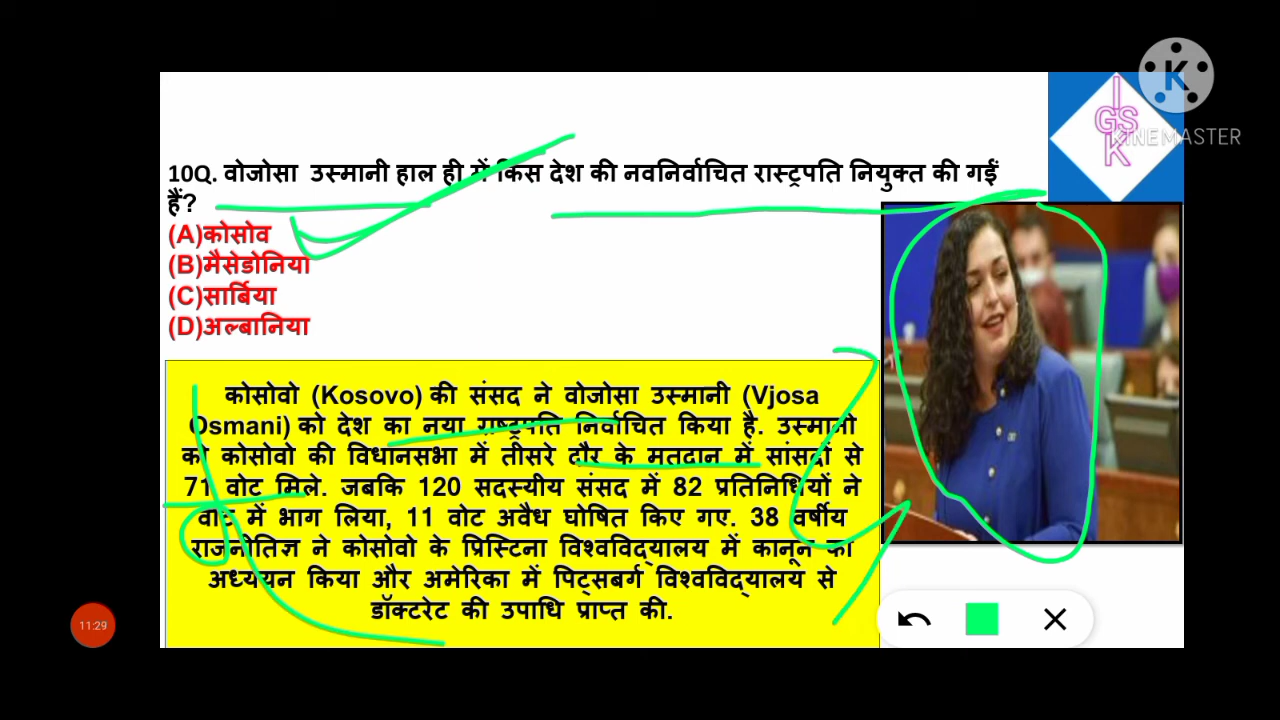 10Q. वोजोसा उस्मानी हाल ही में किस देश की नवनिर्वाचित रास्ट्रपति नियुक्त की गईं
हैं?
(A)कोसोव
(B)मैसेडोनिया
(C)सार्बिया
(D)अल्बानिया
कोसोवो (Kosovo) की संसद ने वोजोसा उस्मानी (Vjosa
Osmani) को देश का नया राष्ट्रपति निर्वाचित किया है. उस्मानी
को कोसोवो की विधानसभा में तीसरे दौर के मतदान में सांसदों से
71 वोट मिले. जबकि 120 सदस्यीय संसद में 82 प्रतिनिधियों ने
वोट में भाग लिया, 11 वोट अवैध घोषित किए गए. 38 वर्षीय
राजनीतिज्ञ ने कोसोवो के प्रिस्टिना विश्वविद्यालय में कानून का
अध्ययन किया और अमेरिका में पिट्सबर्ग विश्वविद्यालय से
डॉक्टरेट की उपाधि प्राप्त की.
I
GS
K
K
KINEMASTER
11:29